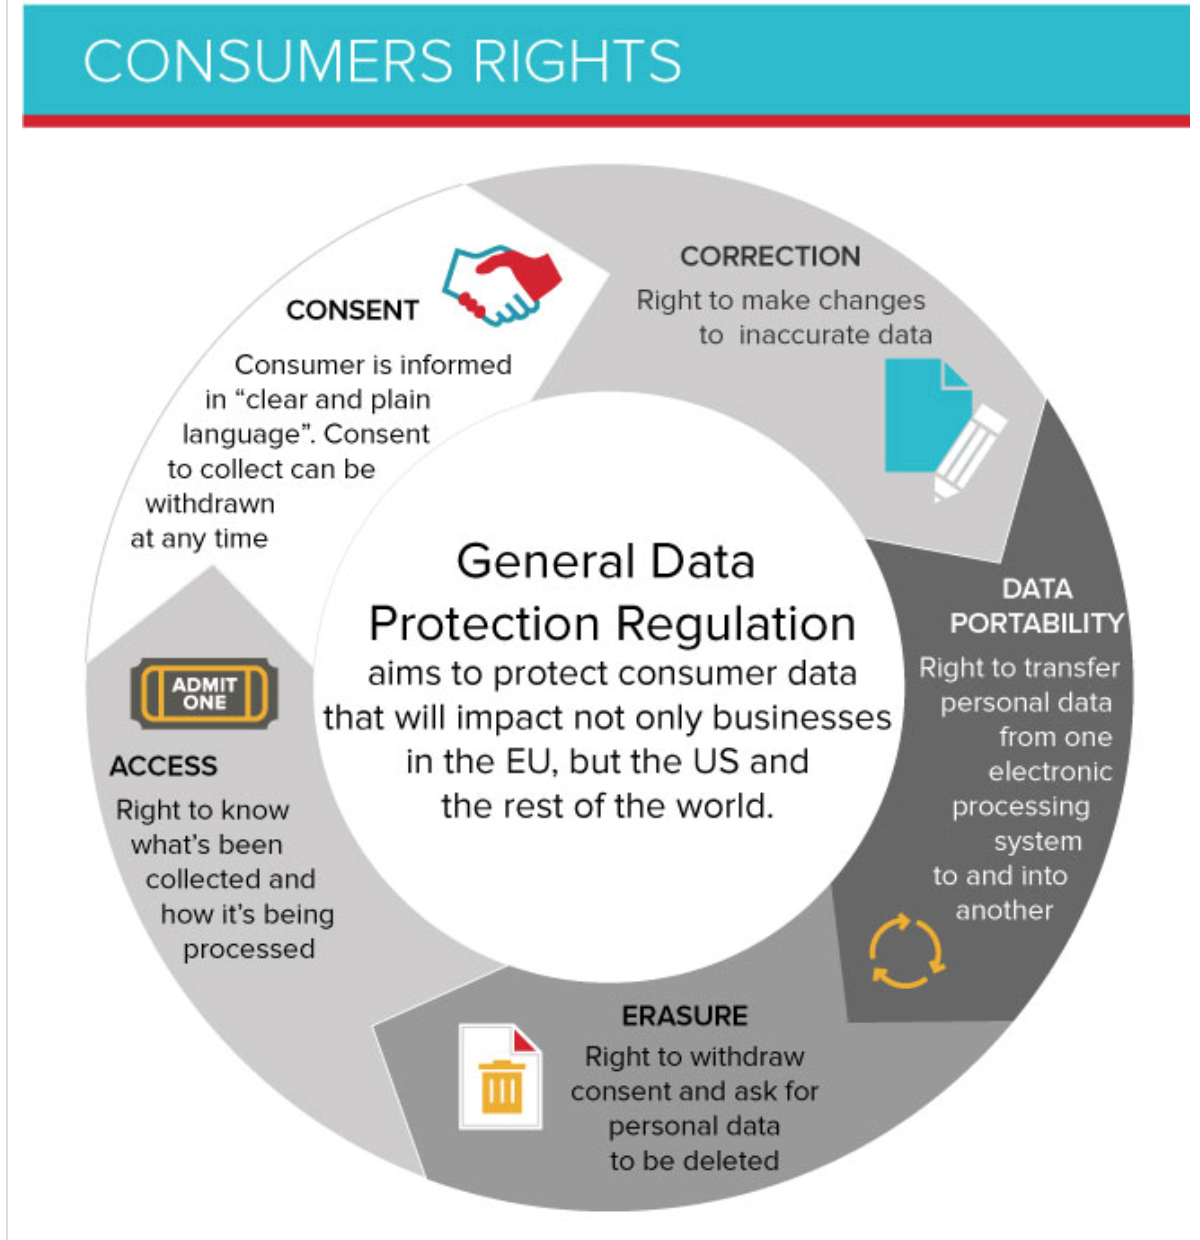 CONSUMERS RIGHTS
CONSENT
Consumer is informed
in “clear and plain
language”. Consent
to collect can be
withdrawn
at any time
CORRECTION
Right to make changes
to inaccurate data
DATA
PORTABILITY
Right to transfer
personal data
from one
electronic
processing
system
to and into
another
ERASURE
Right to withdraw
consent and ask for
personal data
to be deleted
ADMIT
ONE
ACCESS
Right to know
what’s been
collected and
how it’s being
processed
General Data
Protection Regulation
aims to protect consumer data
that will impact not only businesses
in the EU, but the US and
the rest of the world.